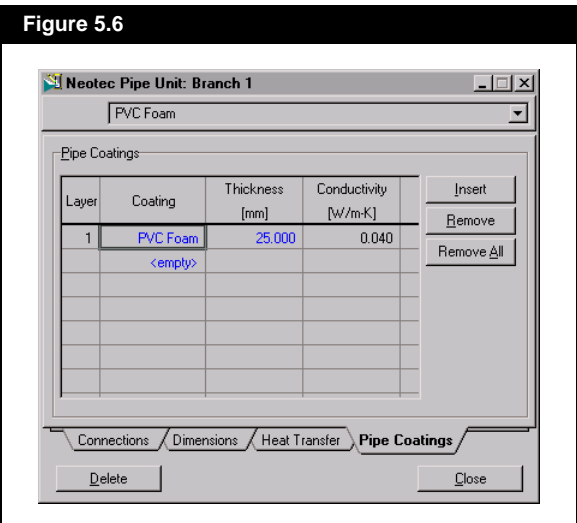 Figure 5.6
Neotec Pipe Unit: Branch 1
PVC Foam
Pipe Coatings
Layer Coating Thickness [mm] Conductivity [W/m-K]
1 PVC Foam 25.000 0.040
<empty>
Insert
Remove
Remove All
Connections Dimensions Heat Transfer Pipe Coatings
Delete Close